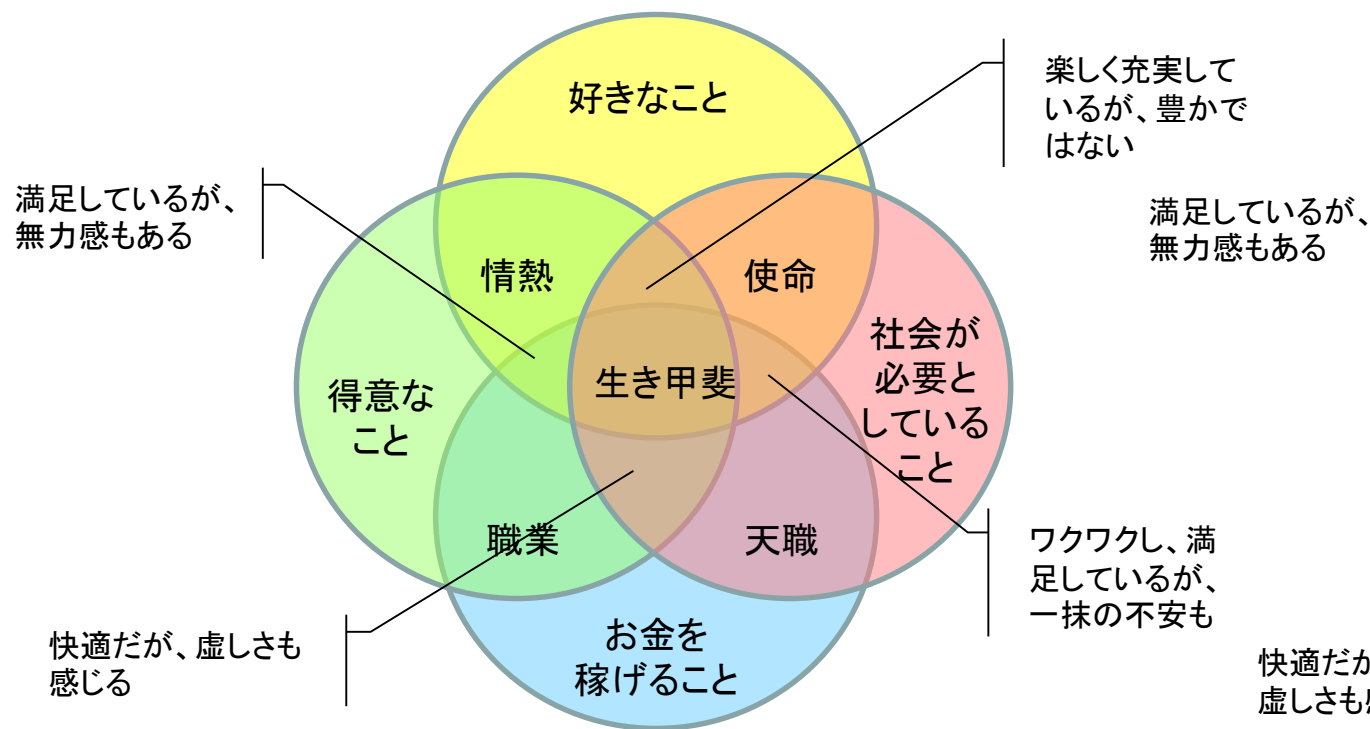 好きなこと
楽しく充実して
いるが、豊かで
はない
満足しているが、
無力感もある
満足しているが、
無力感もある
情熱
使命
社会が
必要と
している
こと
生き甲斐
得意な
こと
職業
天職
ワクワクし、満
足しているが、
一抹の不安も
お金を
稼げること
快適だが、虚しさも
感じる
快適だが
虚しさも